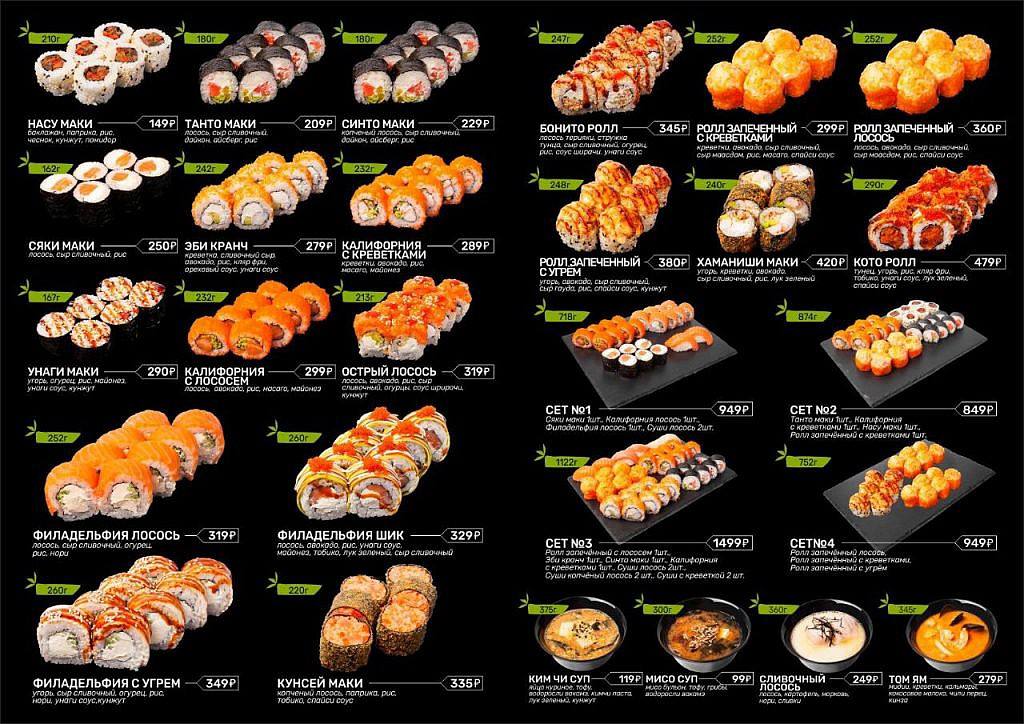 210г
НАСУ МАКИ 149₽
баклажан, паприка, рис,
чеснок, кунжут, помидор
180г
ТАНТО МАКИ 209₽
лосось, сыр сливочный,
дайкон, айсберг, рис
180г
СИНТО МАКИ 229₽
копченый лосось, сыр сливочный,
дайкон, айсберг, рис
162г
СЯКИ МАКИ 250₽
лосось, сыр сливочный, рис
242г
ЭБИ КРАНЧ 279₽
креветка, сливочный сыр,
авокадо, рис, кляр фри,
ореховый соус, унаги соус
232г
КАЛИФОРНИЯ
С КРЕВЕТКАМИ 289₽
креветки, авокадо, рис,
масаго, майонез
167г
УНАГИ МАКИ 290₽
угорь, огурец, рис, майонез,
унаги соус, кунжут
232г
КАЛИФОРНИЯ
С ЛОСОСЕМ 299₽
лосось, авокадо, рис, масаго, майонез
213г
ОСТРЫЙ ЛОСОСЬ 319₽
лосось, авокадо, рис, сыр
сливочный, огурцы, соус ширирачи,
кунжут
252г
ФИЛАДЕЛЬФИЯ ЛОСОСЬ 319₽
лосось, сыр сливочный, огурец,
рис, нори
260г
ФИЛАДЕЛЬФИЯ ШИК 329₽
лосось, авокадо, рис, унаги соус,
майонез, тобико, лук зеленый, сыр сливочный
260г
ФИЛАДЕЛЬФИЯ С УГРЕМ 349₽
угорь, сыр сливочный, огурец, рис,
нори, унаги соус,кунжут
220г
КУНСЕЙ МАКИ 335₽
копченый лосось, паприка, рис,
тобико, спайси соус
247г
БОНИТО РОЛЛ 345₽
лосось терияки, стружка
тунца, сыр сливочный, огурец,
рис, соус ширачи, унаги соус
252г
РОЛЛ ЗАПЕЧЕННЫЙ
С КРЕВЕТКАМИ 299₽
креветки, авокадо, сыр сливочный,
сыр маасдам, рис, масаго, спайси соус
252г
РОЛЛ ЗАПЕЧЕННЫЙ
ЛОСОСЬ 360₽
лосось, авокадо, сыр сливочный,
сыр маасдам, рис, спайси соус
248г
РОЛЛ ЗАПЕЧЕННЫЙ
С УГРЕМ 380₽
угорь, авокадо, сыр сливочный,
сыр гауда, рис, спайси соус, кунжут
240г
ХАМАНИШИ МАКИ 420₽
угорь, креветки, авокадо,
сыр сливочный, рис, лук зеленый
290г
КОТО РОЛЛ 479₽
тунец, угорь, рис, кляр фри,
тобико, унаги соус, лук зеленый,
спайси соус
718г
СЕТ №1 949₽
Сяки маки 1шт., Калифорния лосось 1шт.,
Филадельфия лосось 1шт., Суши лосось 2шт.
874г
СЕТ №2 849₽
Танто маки 1шт., Калифорния
с креветками 1шт., Насу маки 1шт.,
Ролл запечённый с креветками 1шт.
1122г
СЕТ №3 1499₽
Ролл запечённый с лососем 1шт.,
Эби кранч 1шт., Синто маки 1шт., Калифорния
с креветками 1шт., Суши лосось 2шт.,
Суши копчёный лосось 2 шт., Суши с креветкой 2 шт.
752г
СЕТ№4 949₽
Ролл запечённый лосось,
Ролл запечённый с креветками,
Ролл запечённый с угрём
375г
КИМ ЧИ СУП 119₽
яйцо куриное, тофу,
водоросли вакамэ, кимчи паста,
лук зеленый, кунжут
300г
МИСО СУП 99₽
мисо бульон, тофу, грибы,
водоросли вакамэ
360г
СЛИВОЧНЫЙ
ЛОСОСЬ 249₽
лосось, картофель, морковь,
нори, сливки
345г
ТОМ ЯМ 279₽
мидии, креветки, кальмары,
кокосовое молоко, чили перец,
кинза